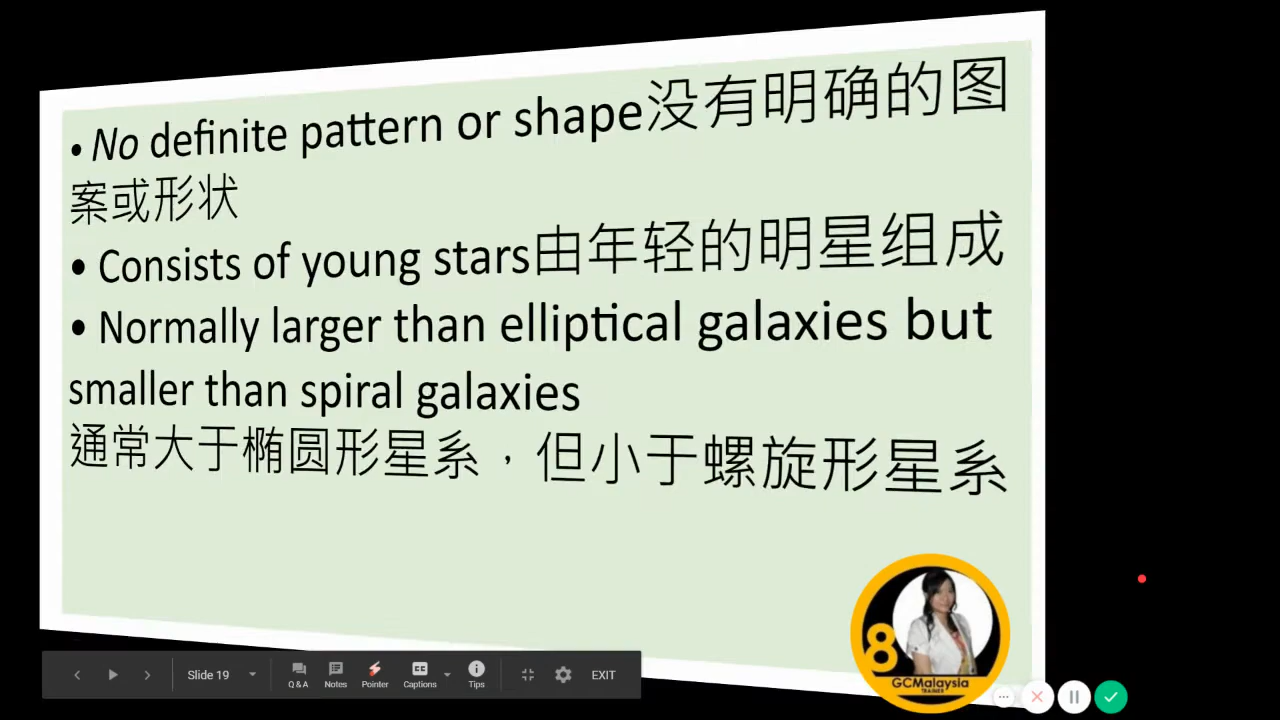 • No definite pattern or shape没有明确的图
案或形状
• Consists of young stars由年轻的明星组成
• Normally larger than elliptical galaxies but
smaller than spiral galaxies
通常大于椭圆形星系，但小于螺旋形星系
8
GCMalaysia
TRAINER
Slide 19
Q & A
Notes
Pointer
CC
Captions
Tips
EXIT